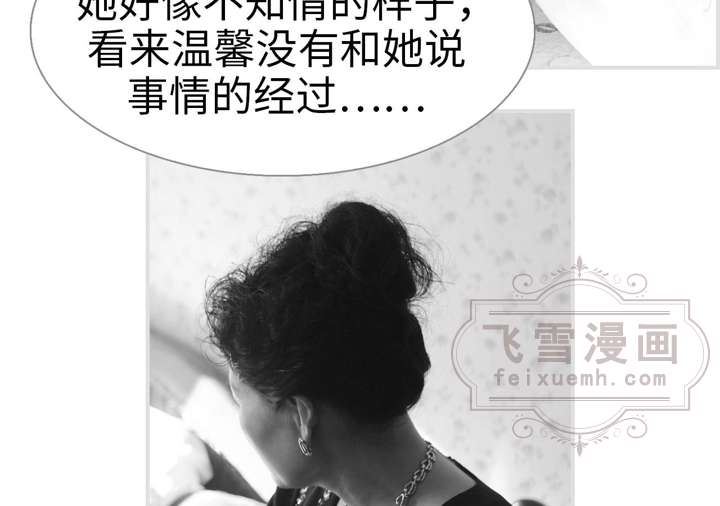 她好像不知情的样子，
看来温馨没有和她说
事情的经过……
飞雪漫画
feixuemh.com